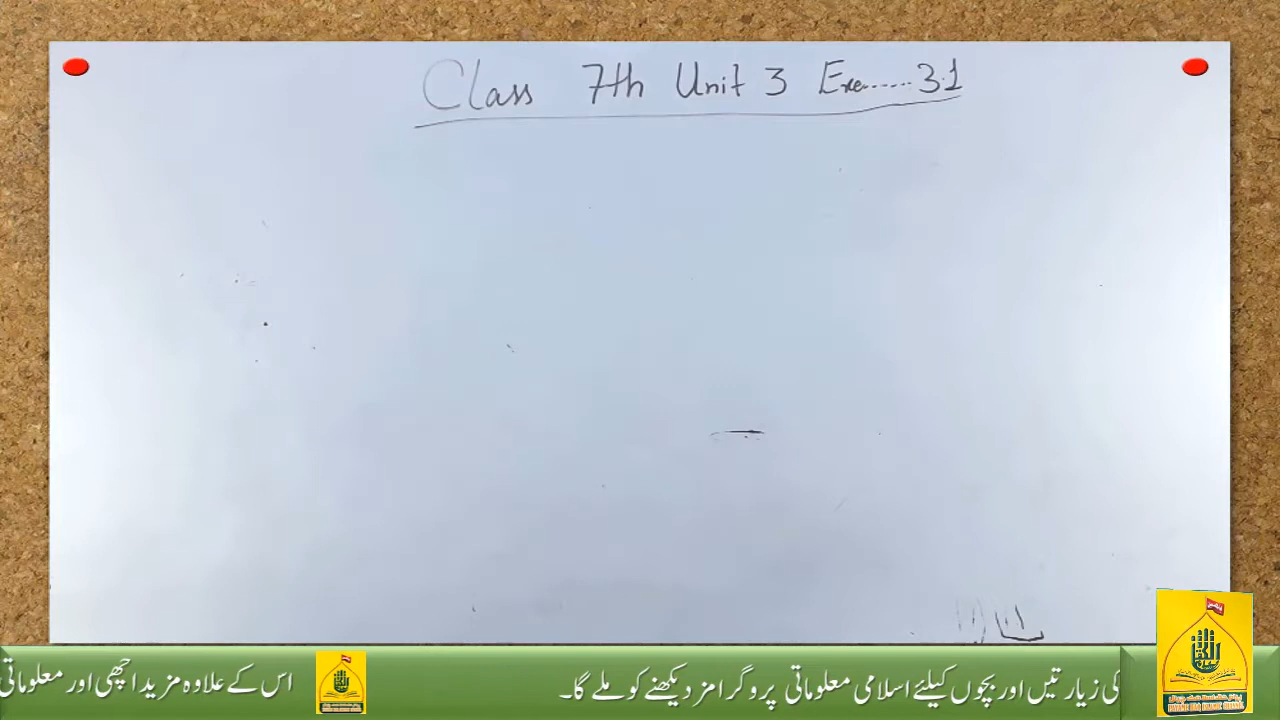 Class 7th Unit 3 Exe...... 3.1
کی زیارتیں اور بچوں کیلئے اسلامی معلوماتی پروگرامز دیکھنے کو ملے گا۔
اس کے علاوہ مزید اچھی اور معلوماتی